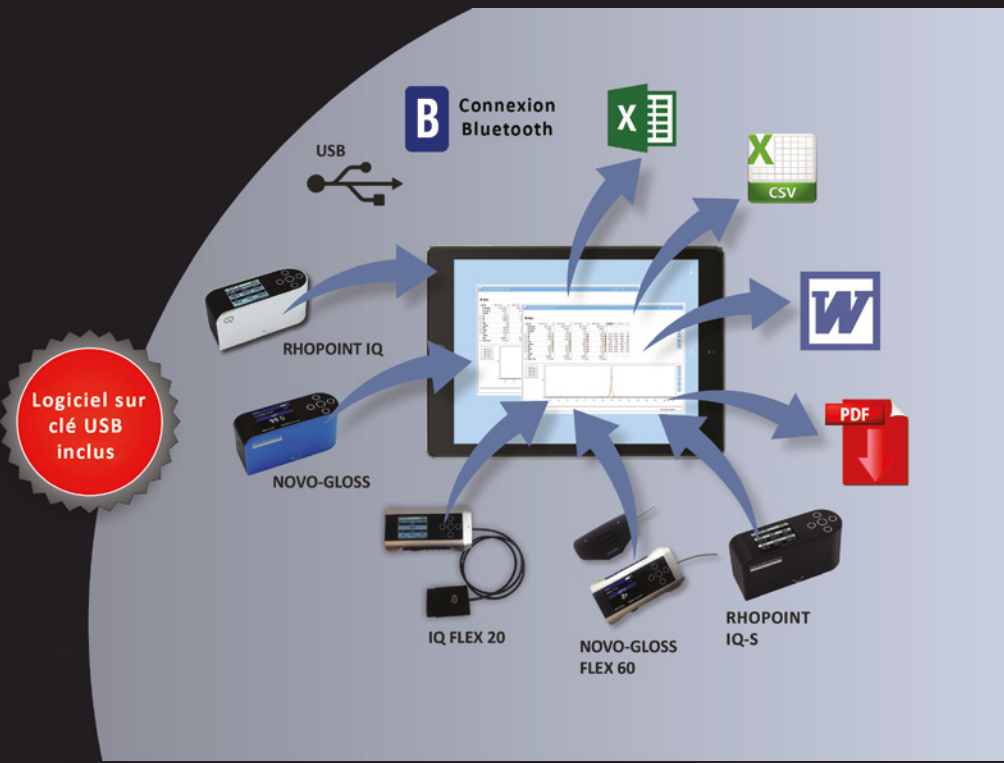 B
Connexion
Bluetooth
X
USB
X
CSV
RHOPOINT IQ
W
Logiciel sur
clé USB
inclus
PDF
NOVO-GLOSS
IQ FLEX 20
NOVO-GLOSS
FLEX 60
RHOPOINT
IQ-S